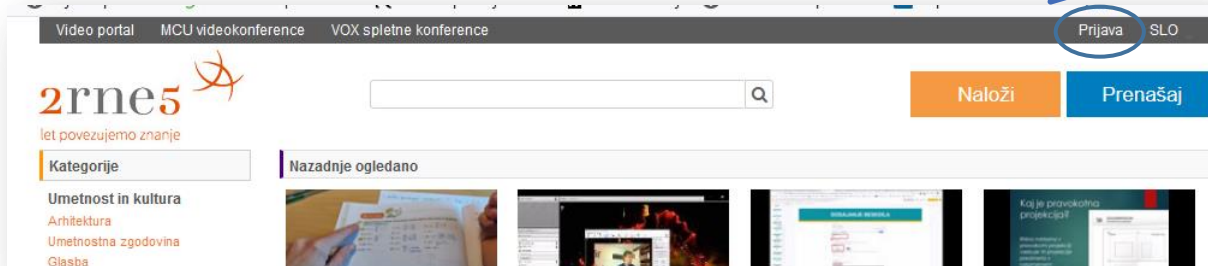 Video portal MCU videokonference VOX spletne konference Prijava SLO
2rne5
let povezujemo znanje
Naloži Prenašaj
Kategorije
Nazadnje ogledano
Umetnost in kultura
Arhitektura
Umetnostna zgodovina
Glasba
Kaj je pravokotna
projekcija?